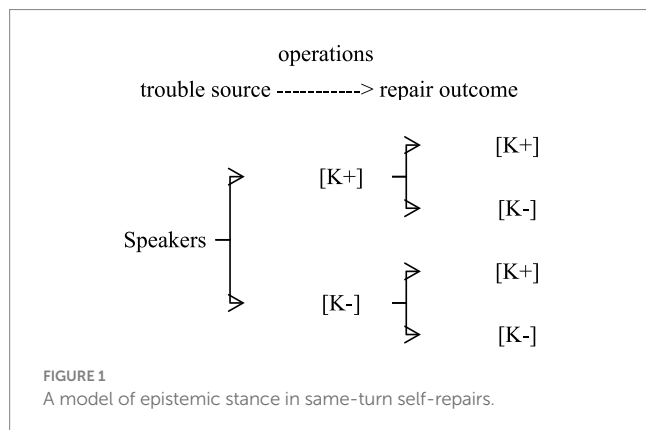 operations
trouble source -----------> repair outcome
[K+]
[K+]
[K-]
Speakers
[K+]
[K-]
[K-]
FIGURE 1
A model of epistemic stance in same-turn self-repairs.